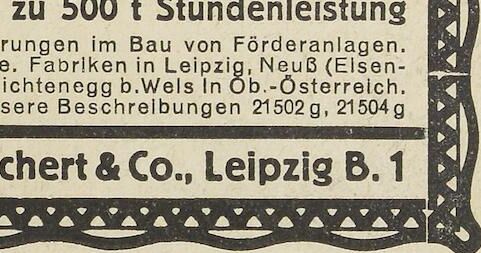 zu 500 t Stundenleistung
rungen im Bau von Förderanlagen.
e. Fabriken in Leipzig, Neuß (Eisen-
ichtenegg b. Wels in Ob.-Österreich.
sere Beschreibungen 21502 g, 21504 g
chert & Co., Leipzig B. 1